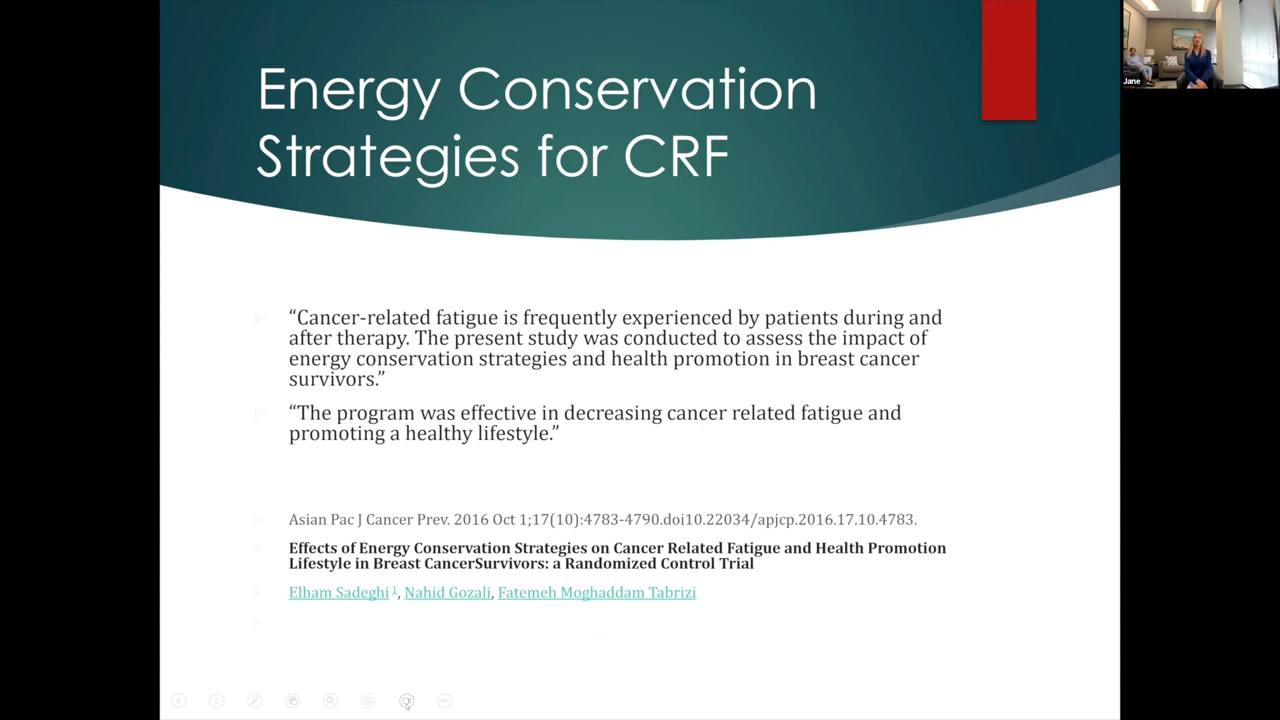 Energy Conservation
Strategies for CRF
Jane
“Cancer-related fatigue is frequently experienced by patients during and
after therapy. The present study was conducted to assess the impact of
energy conservation strategies and health promotion in breast cancer
survivors.”
“The program was effective in decreasing cancer related fatigue and
promoting a healthy lifestyle.”
Asian Pac J Cancer Prev. 2016 Oct 1;17(10):4783-4790.doi10.22034/apjcp.2016.17.10.4783.
Effects of Energy Conservation Strategies on Cancer Related Fatigue and Health Promotion
Lifestyle in Breast CancerSurvivors: a Randomized Control Trial
Elham Sadeghi 1, Nahid Gozali, Fatemeh Moghaddam Tabrizi